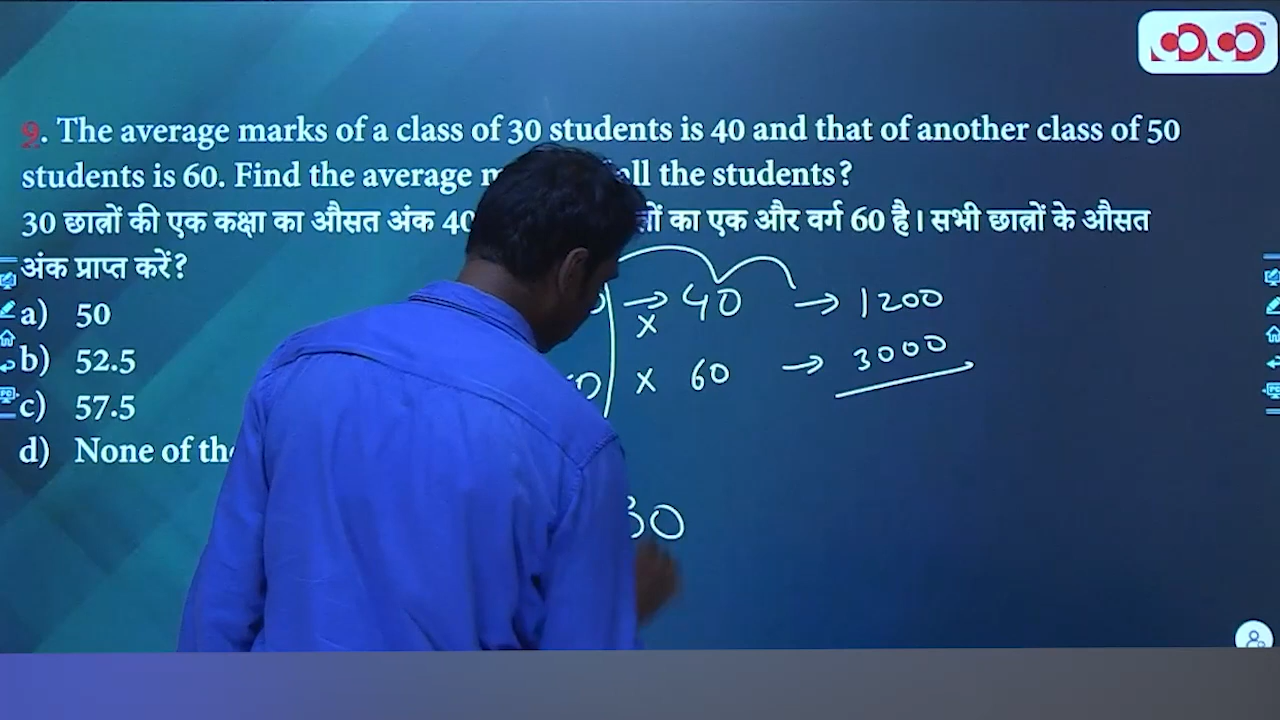 9. The average marks of a class of 30 students is 40 and that of another class of 50
students is 60. Find the average all the students?
30 छात्रों की एक कक्षा का औसत अंक 40 का एक और वर्ग 60 है। सभी छात्रों के औसत
अंक प्राप्त करें?
→ 40 → 1200
x
x 60 → 3000
a) 50
b) 52.5
c) 57.5
d) None of
30